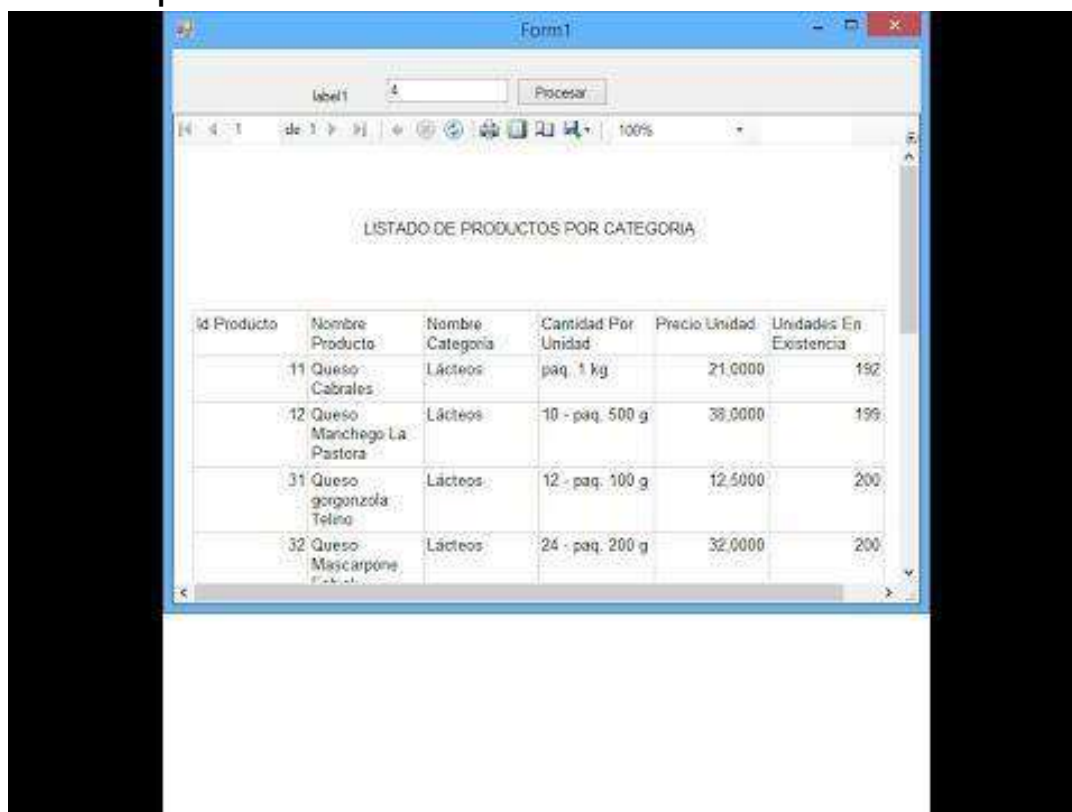 Form1
label1 4 Procesar
1 de 1 100%
LISTADO DE PRODUCTOS POR CATEGORIA
Id Producto Nombre Producto Nombre Categoría Cantidad Por Unidad Precio Unidad Unidades En Existencia
11 Queso Cabrales Lácteos paq. 1 kg 21,0000 192
12 Queso Manchego La Pastora Lácteos 10 - paq. 500 g 38,0000 199
31 Queso gorgonzola Telino Lácteos 12 - paq. 100 g 12,5000 200
32 Queso Mascarpone Lácteos 24 - paq. 200 g 32,0000 200